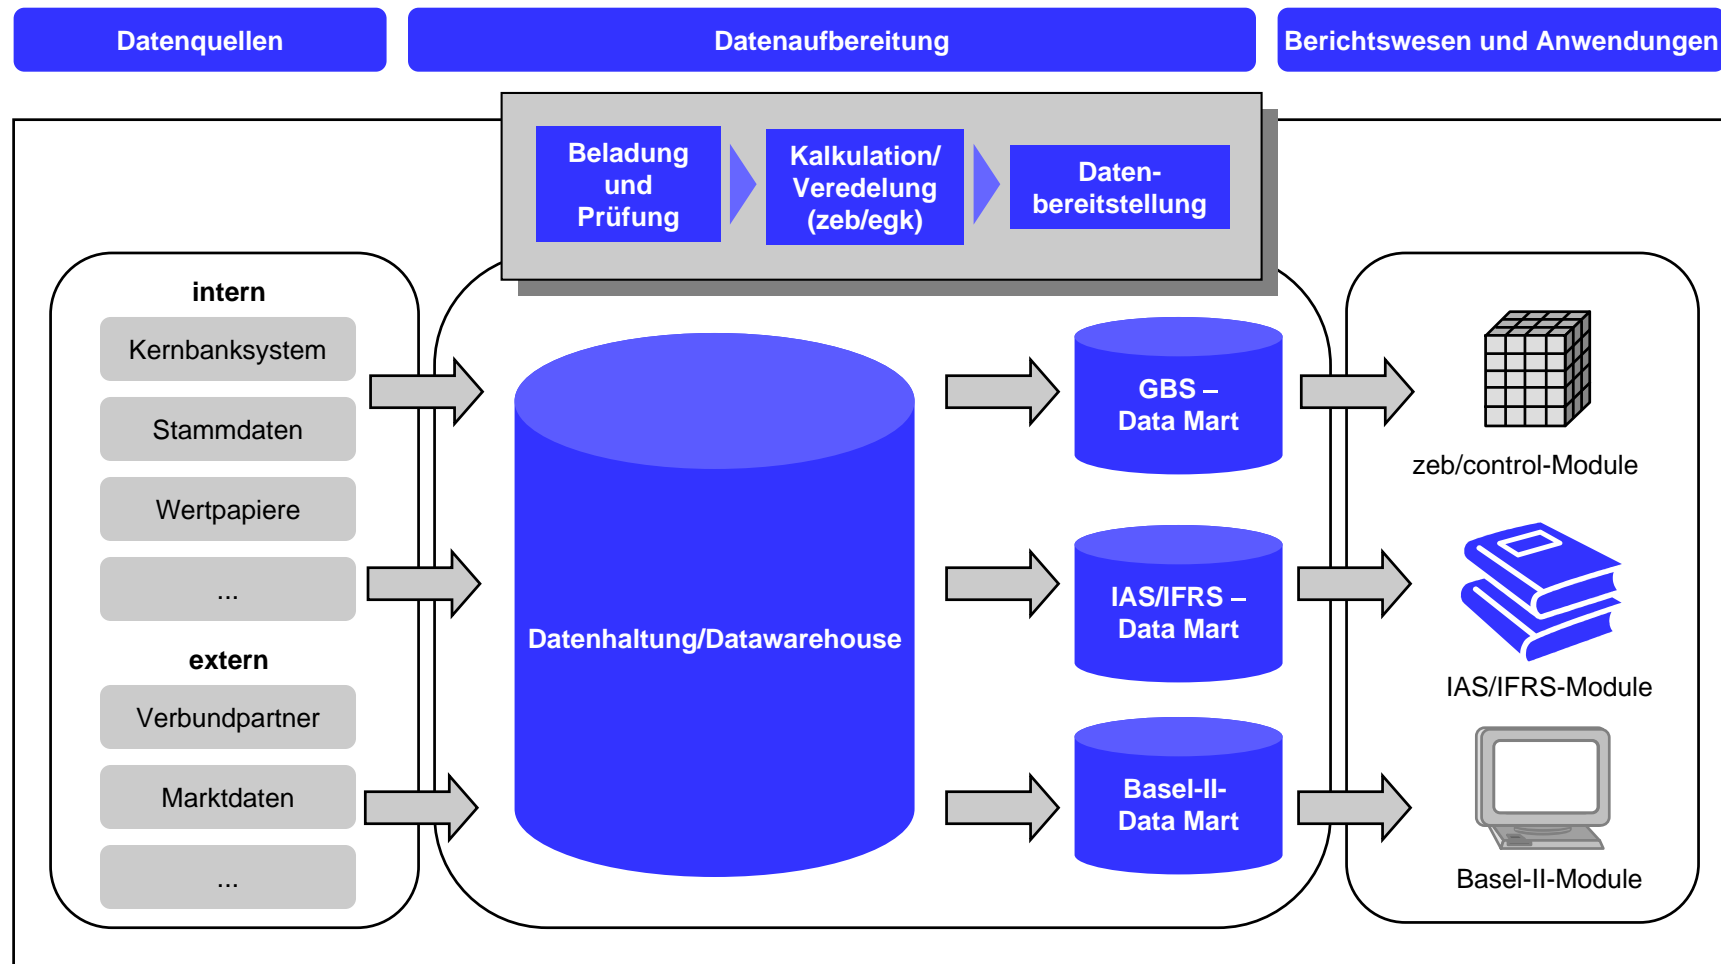 Datenquellen
Datenaufbereitung
Berichtswesen und Anwendungen
Beladung
und
Prüfung
Kalkulation/
Veredelung
(zeb/egk)
Daten-
bereitstellung
intern
Kernbanksystem
Stammdaten
Wertpapiere
...
extern
Verbundpartner
Marktdaten
...
Datenhaltung/Datawarehouse
GBS –
Data Mart
IAS/IFRS –
Data Mart
Basel-II-
Data Mart
zeb/control-Module
IAS/IFRS-Module
Basel-II-Module